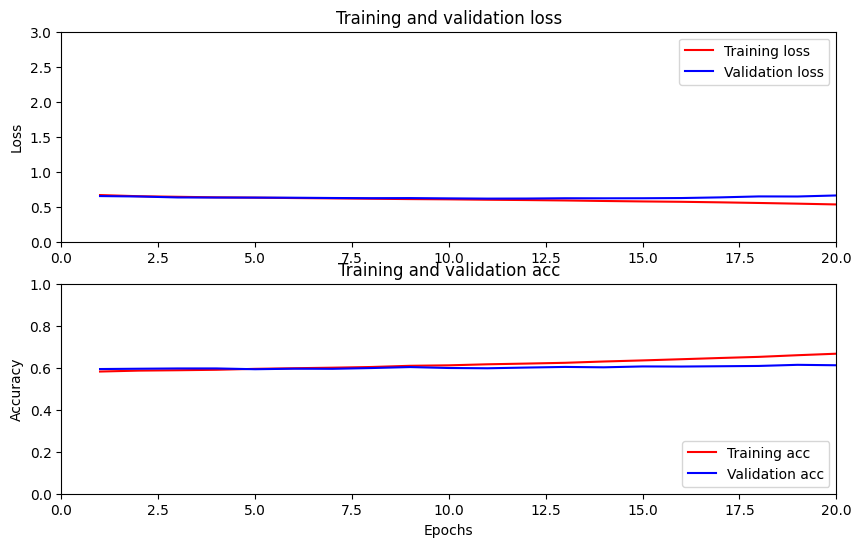 Training and validation loss
3.0
2.5
2.0
1.5
1.0
0.5
0.0
Loss
Training loss
Validation loss
0.0 2.5 5.0 7.5 10.0 12.5 15.0 17.5 20.0
Training and validation acc
1.0
0.8
0.6
0.4
0.2
0.0
Accuracy
Training acc
Validation acc
0.0 2.5 5.0 7.5 10.0 12.5 15.0 17.5 20.0
Epochs